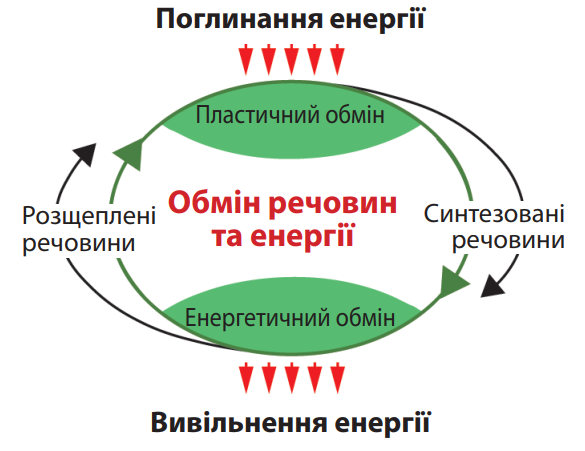 Поглинання енергії
Пластичний обмін
Обмін речовин
та енергії
Розщеплені
речовини
Синтезовані
речовини
Енергетичний обмін
Вивільнення енергії